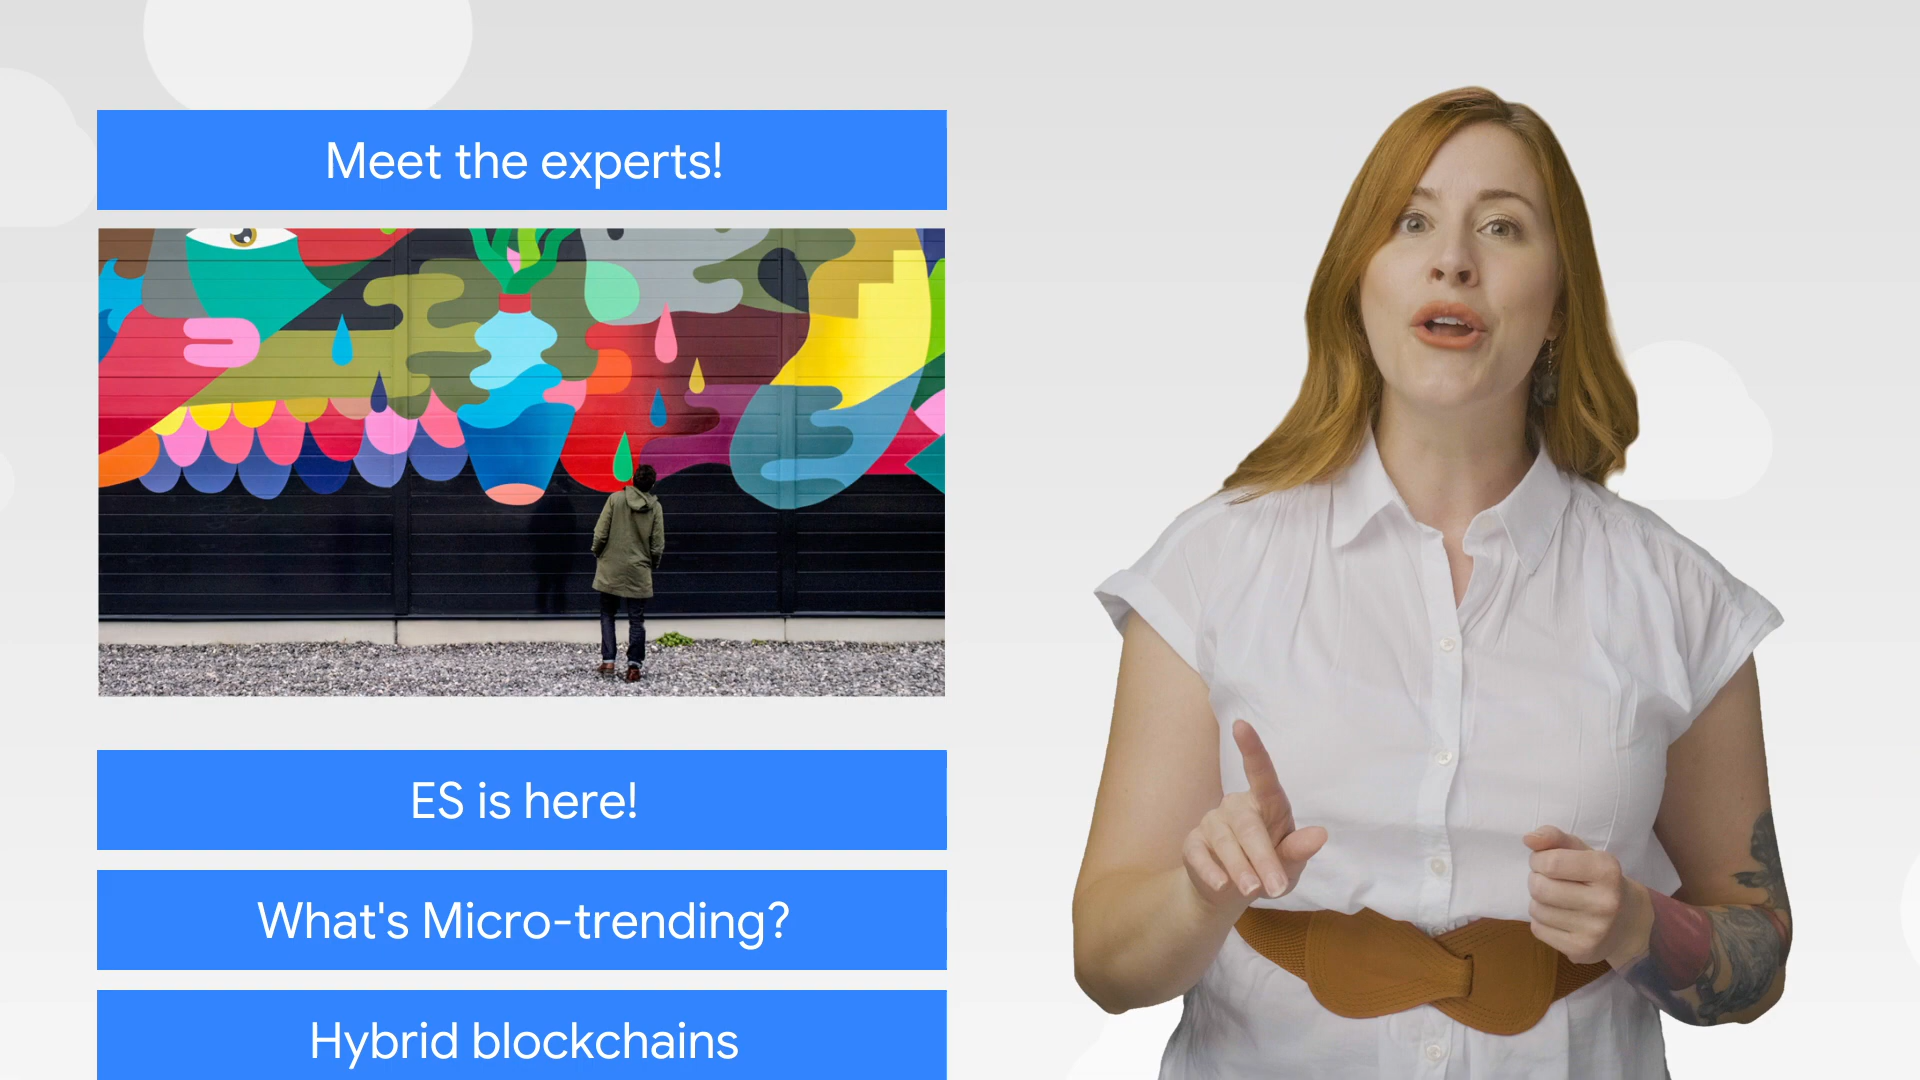 Meet the experts!
ES is here!
What's Micro-trending?
Hybrid blockchains